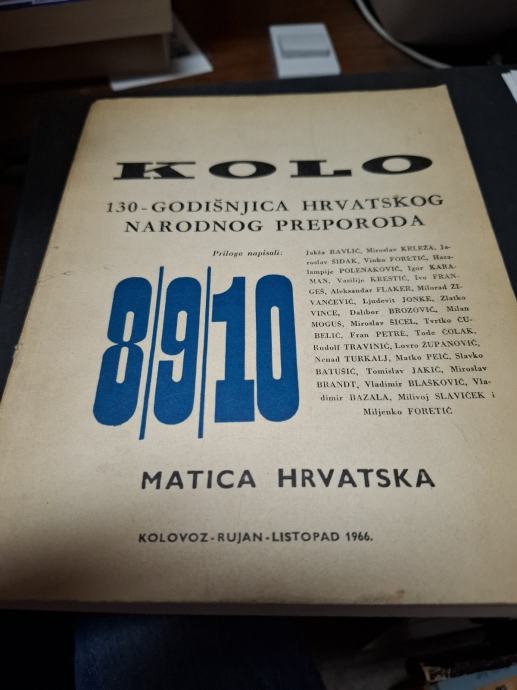 KOLO
130-GODIŠNJICA HRVATSKOG
NARODNOG PREPORODA
Priloge napisali:
Jakša RAVLIĆ, Miroslav KRLEŽA, Ja-
roslav ŠIDAK, Vinko FORETIĆ, Hara-
lampije POLENAKOVIĆ, Igor KARA-
MAN, Vasilije KRESTIĆ, Ivo FRAN-
GEŠ, Aleksandar FLAKER, Milorad ŽI-
VANČEVIĆ, Ljudevit JONKE, Zlatko
VINCE, Dalibor BROZOVIĆ, Milan
MOGUŠ, Miroslav ŠICEL, Tvrtko ČU-
BELIĆ, Fran PETRE, Tode ČOLAK,
Rudolf TRAVINIĆ, Lovro ŽUPANOVIĆ,
Nenad TURKALJ, Matko PEIĆ, Slavko
BATUŠIĆ, Tomislav JAKIĆ, Miroslav
BRANDT, Vladimir BLAŠKOVIĆ, Vla-
dimir BAZALA, Milivoj SLAVIČEK i
Miljenko FORETIĆ
8/9/10
MATICA HRVATSKA
KOLOVOZ-RUJAN-LISTOPAD 1966.